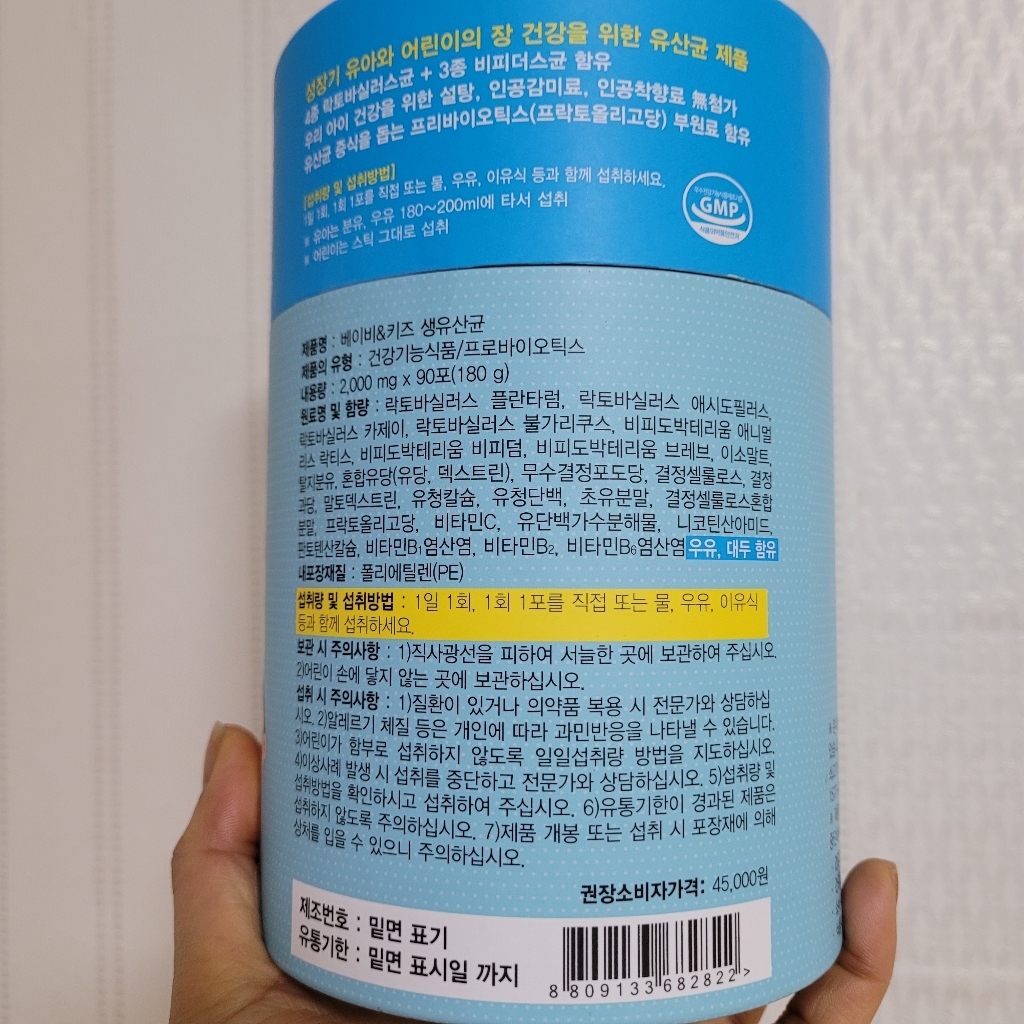 성장기 유아와 어린이의 장 건강을 위한 유산균 제품
4종 락토바실러스균 + 3종 비피더스균 함유
우리 아이 건강을 위한 설탕, 인공감미료, 인공착향료 無첨가
유산균 증식을 돕는 프리바이오틱스(프락토올리고당) 부원료 함유
[섭취량 및 섭취방법]
1일 1회, 1회 1포를 직접 또는 물, 우유, 이유식 등과 함께 섭취하세요.
※ 유아는 분유, 우유 180~200ml에 타서 섭취
※ 어린이는 스틱 그대로 섭취
우수건강기능식품제조기준
GMP
식품의약품안전처
제품명 : 베이비&키즈 생유산균
제품의 유형 : 건강기능식품/프로바이오틱스
내용량 : 2,000 mg x 90포(180 g)
원료명 및 함량 : 락토바실러스 플란타럼, 락토바실러스 애시도필러스,
락토바실러스 카제이, 락토바실러스 불가리쿠스, 비피도박테리움 애니멀
리스 락티스, 비피도박테리움 비피덤, 비피도박테리움 브레브, 이소말트,
탈지분유, 혼합유당(유당, 덱스트린), 무수결정포도당, 결정셀룰로스, 결정
과당, 말토덱스트린, 유청칼슘, 유청단백, 초유분말, 결정셀룰로스혼합
분말, 프락토올리고당, 비타민C, 유단백가수분해물, 니코틴산아미드,
판토텐산칼슘, 비타민B₁염산염, 비타민B₂, 비타민B₆염산염 우유, 대두 함유
내포장재질 : 폴리에틸렌(PE)
섭취량 및 섭취방법 : 1일 1회, 1회 1포를 직접 또는 물, 우유, 이유식
등과 함께 섭취하세요.
보관 시 주의사항 : 1)직사광선을 피하여 서늘한 곳에 보관하여 주십시오.
2)어린이 손에 닿지 않는 곳에 보관하십시오.
섭취 시 주의사항 : 1)질환이 있거나 의약품 복용 시 전문가와 상담하십
시오. 2)알레르기 체질 등은 개인에 따라 과민반응을 나타낼 수 있습니다.
3)어린이가 함부로 섭취하지 않도록 일일섭취량 방법을 지도하십시오.
4)이상사례 발생 시 섭취를 중단하고 전문가와 상담하십시오. 5)섭취량 및
섭취방법을 확인하시고 섭취하여 주십시오. 6)유통기한이 경과된 제품은
섭취하지 않도록 주의하십시오. 7)제품 개봉 또는 섭취 시 포장재에 의해
상처를 입을 수 있으니 주의하십시오.
권장소비자가격: 45,000원
제조번호 : 밑면 표기
유통기한 : 밑면 표시일 까지
8 809133 682822 >